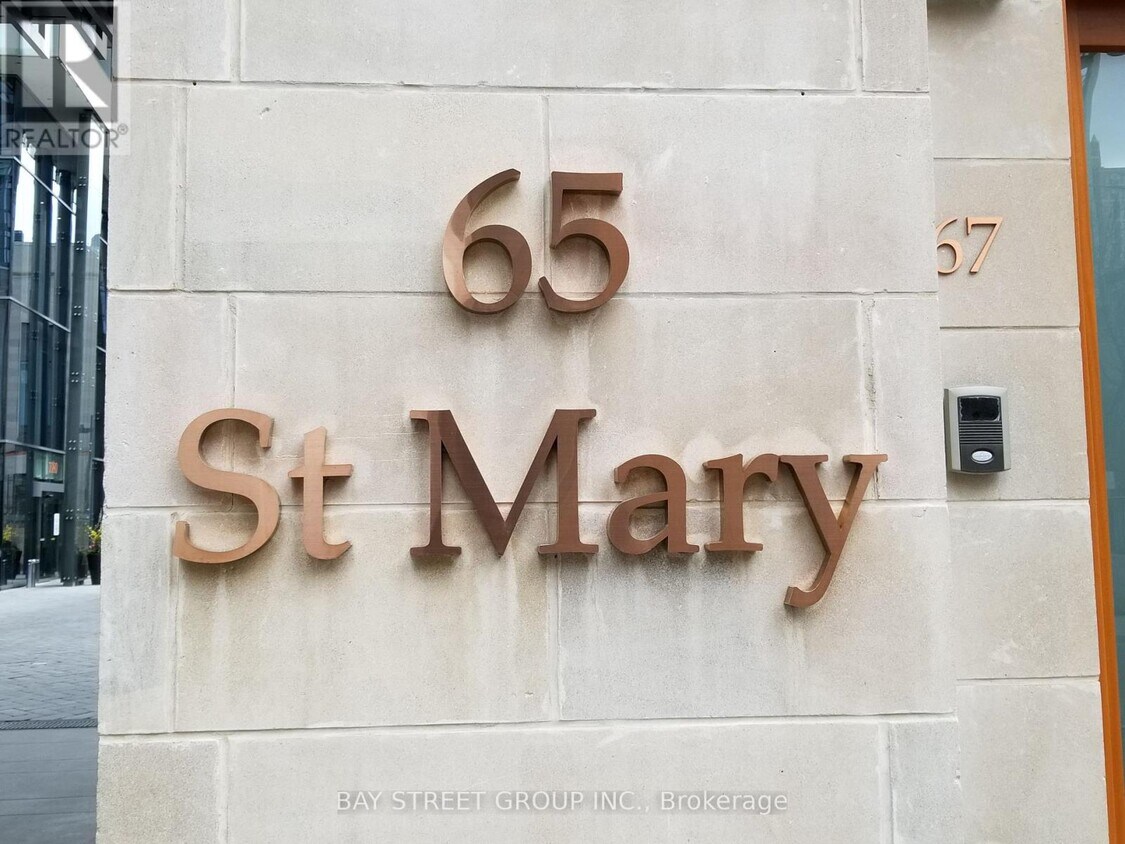 REALTOR®
65
67
St Mary
BAY STREET GROUP INC., Brokerage